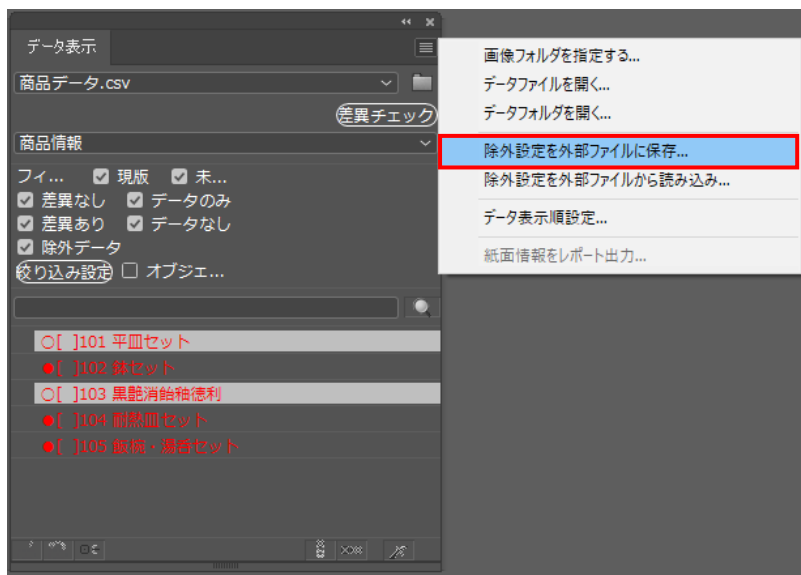 データ表示
商品データ.csv
差異チェック
商品情報
フィ... 現版 未...
差異なし データのみ
差異あり データなし
除外データ
絞り込み設定 オブジェ...
○[ ]101 平皿セット
●[ ]102 鉢セット
○[ ]103 黒艶消飴釉徳利
●[ ]104 耐熱皿セット
●[ ]105 飯碗・湯呑セット
画像フォルダを指定する...
データファイルを開く...
データフォルダを開く...
除外設定を外部ファイルに保存...
除外設定を外部ファイルから読み込み...
データ表示順設定...
紙面情報をレポート出力...